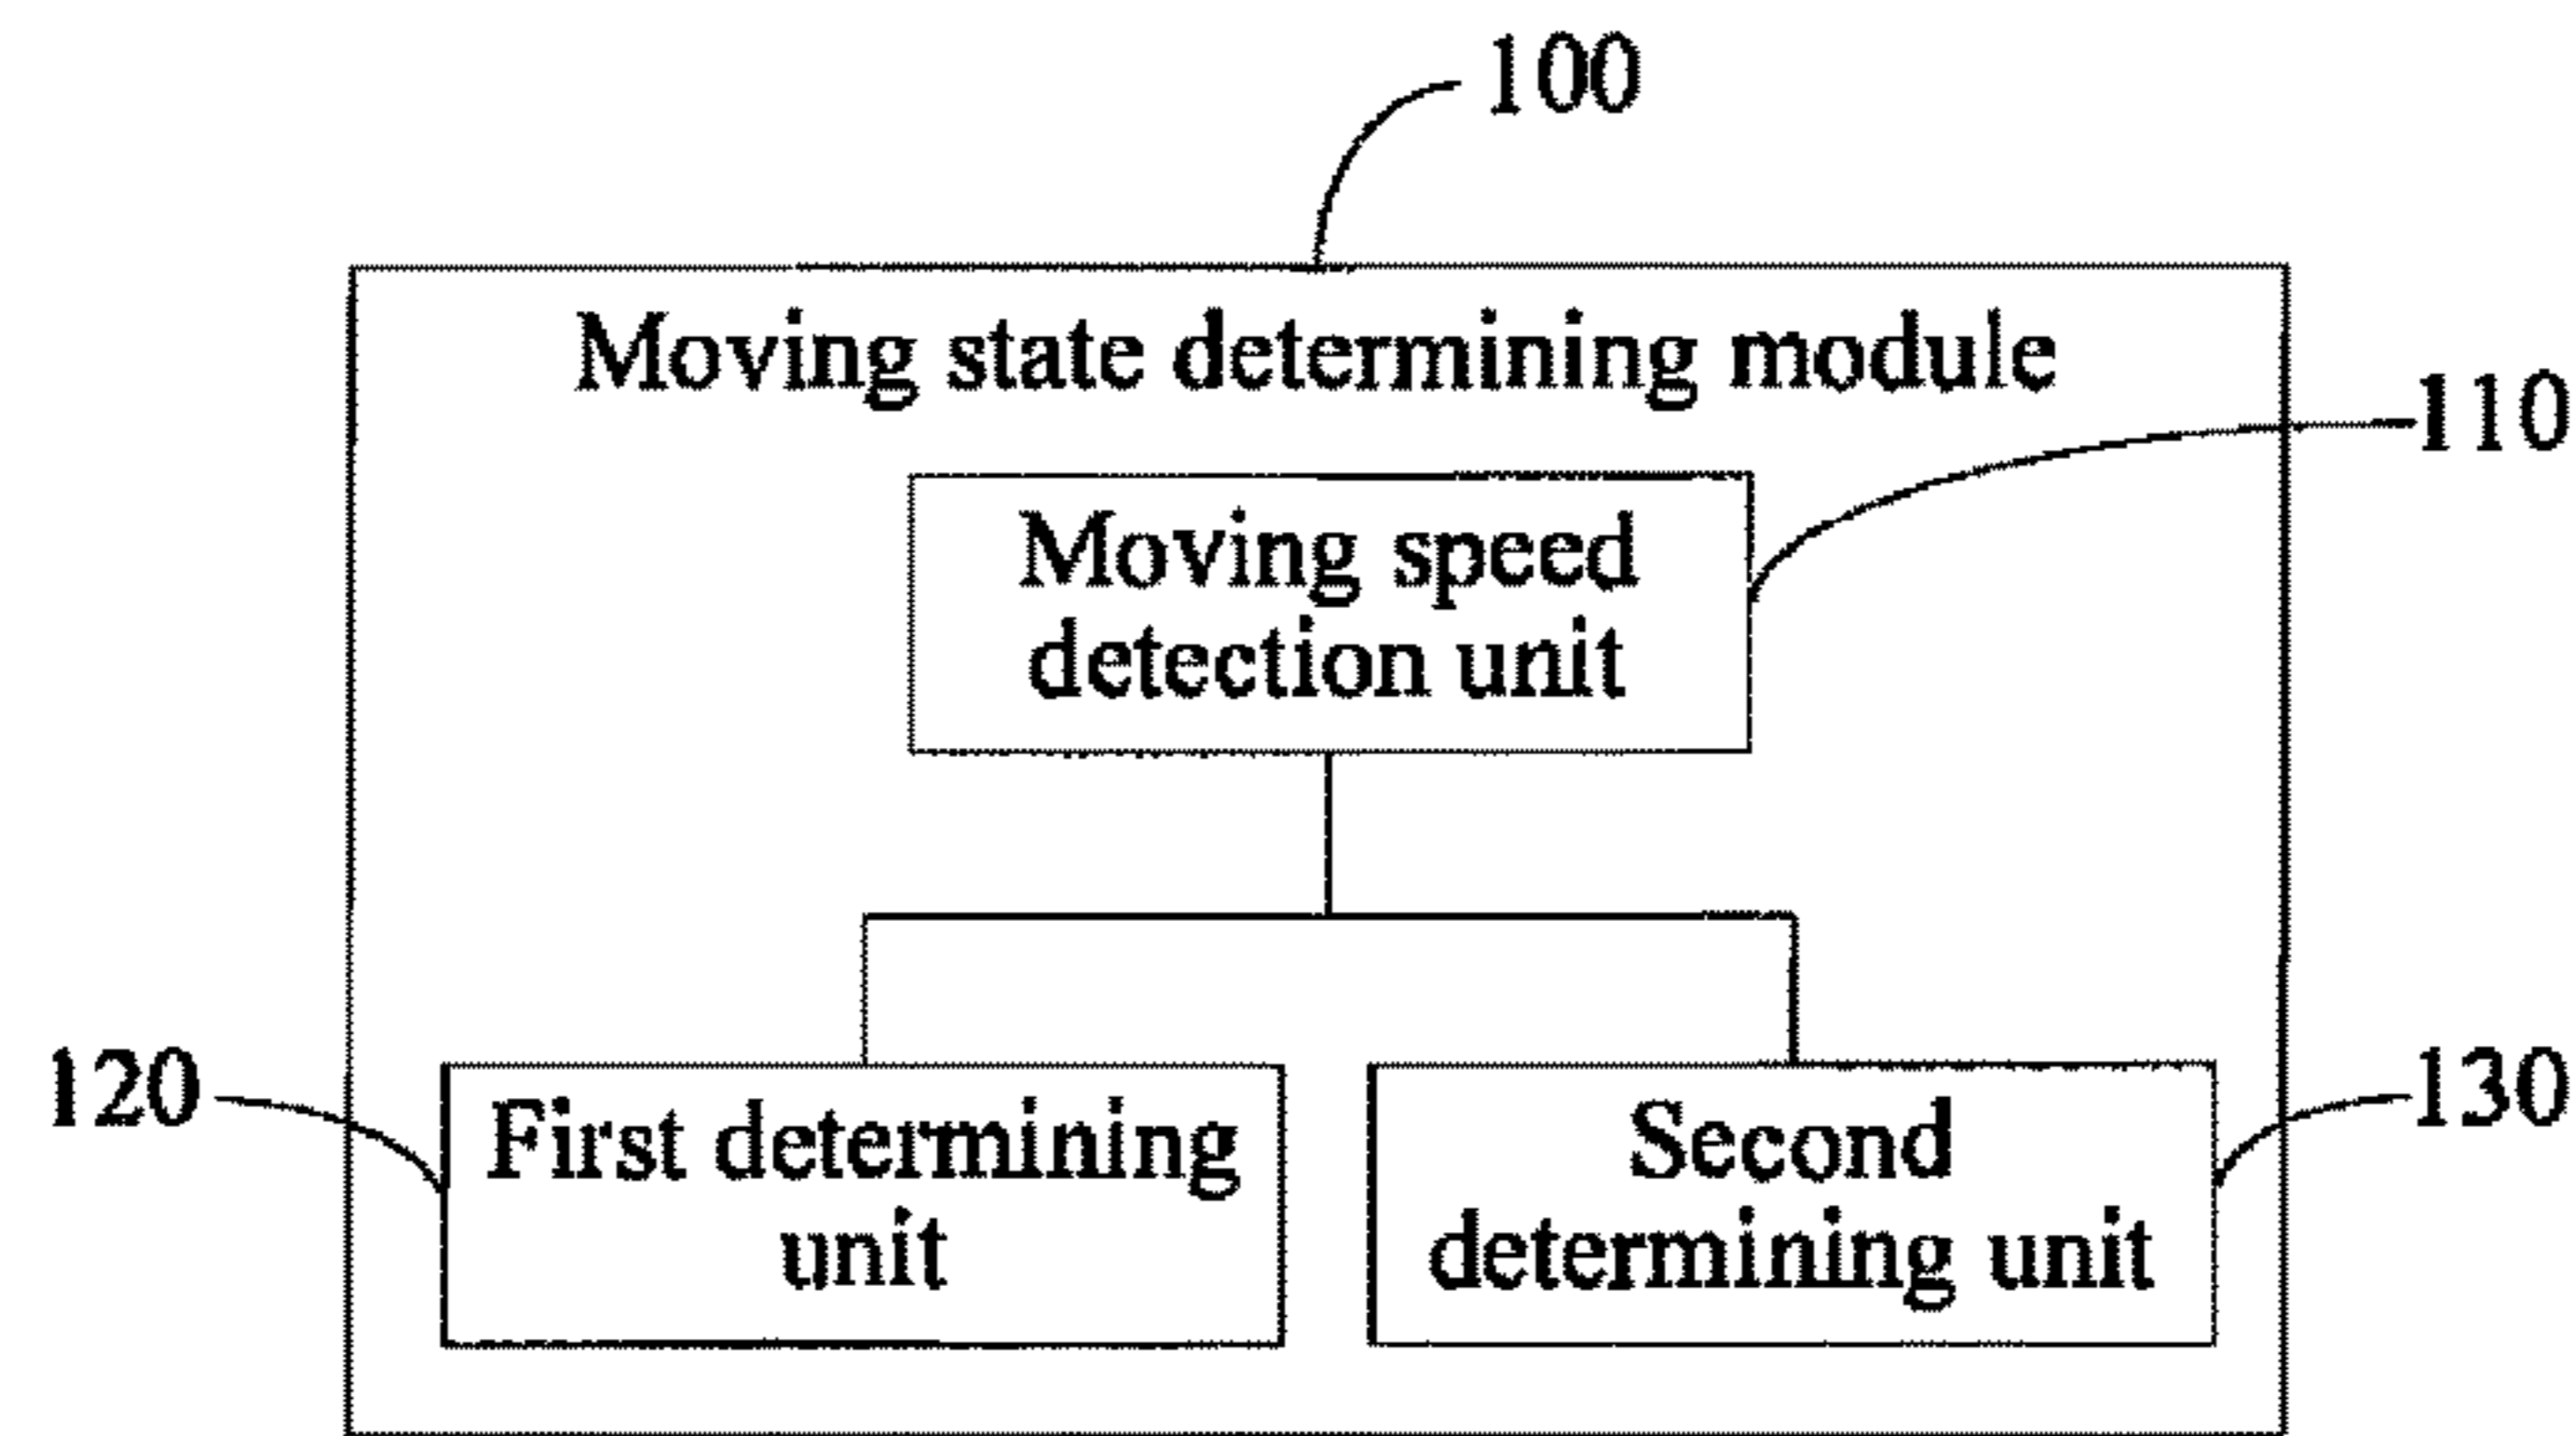 100
Moving state determining module
110
Moving speed
detection unit
120
First determining
unit
Second
determining unit
130